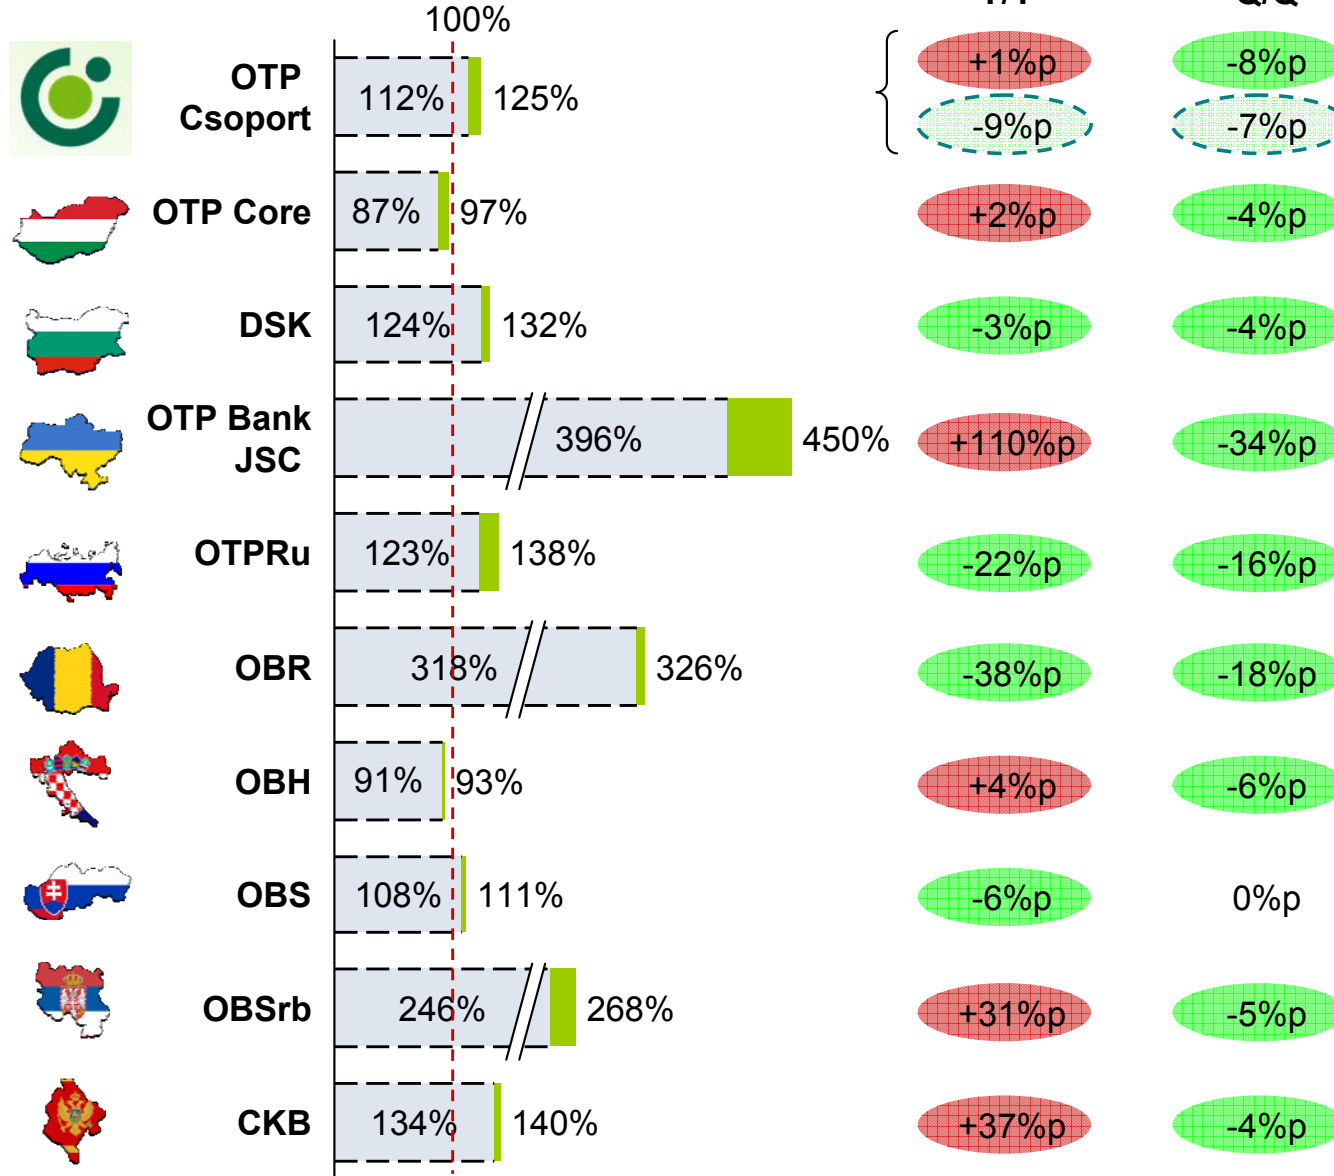 100%
OTP
Csoport
112%
125%
+1%p
-8%p
-9%p
-7%p
OTP Core
87%
97%
+2%p
-4%p
DSK
124%
132%
-3%p
-4%p
OTP Bank
JSC
396%
450%
+110%p
-34%p
OTPRu
123%
138%
-22%p
-16%p
OBR
318%
326%
-38%p
-18%p
OBH
91%
93%
+4%p
-6%p
OBS
108%
111%
-6%p
0%p
OBSrb
246%
268%
+31%p
-5%p
CKB
134%
140%
+37%p
-4%p